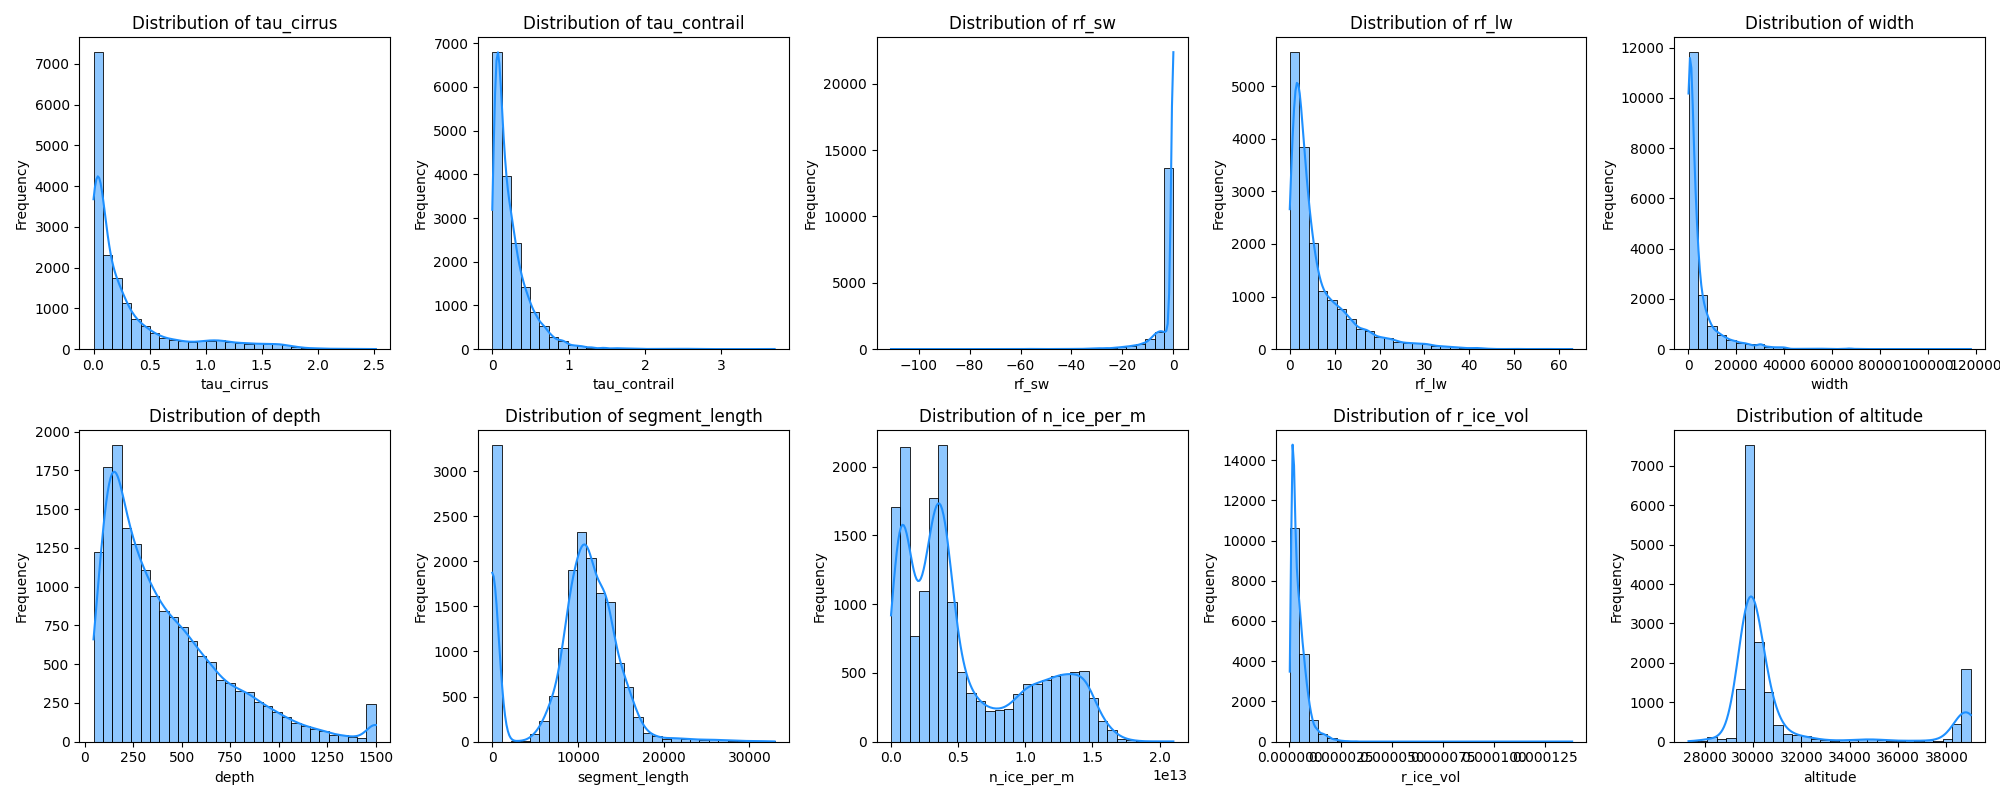 Distribution of tau_cirrus
Frequency
7000
6000
5000
4000
3000
2000
1000
0
0.0 0.5 1.0 1.5 2.0 2.5
tau_cirrus
Distribution of tau_contrail
Frequency
7000
6000
5000
4000
3000
2000
1000
0
0 1 2 3
tau_contrail
Distribution of rf_sw
Frequency
20000
15000
10000
5000
0
−100 −80 −60 −40 −20 0
rf_sw
Distribution of rf_lw
Frequency
5000
4000
3000
2000
1000
0
0 10 20 30 40 50 60
rf_lw
Distribution of width
Frequency
12000
10000
8000
6000
4000
2000
0
0 20000 40000 60000 80000 100000 120000
width
Distribution of depth
Frequency
2000
1750
1500
1250
1000
750
500
250
0
0 250 500 750 1000 1250 1500
depth
Distribution of segment_length
Frequency
3000
2500
2000
1500
1000
500
0
0 10000 20000 30000
segment_length
Distribution of n_ice_per_m
Frequency
2000
1500
1000
500
0
0.0 0.5 1.0 1.5 2.0
1e13
n_ice_per_m
Distribution of r_ice_vol
Frequency
14000
12000
10000
8000
6000
4000
2000
0
r_ice_vol
Distribution of altitude
Frequency
7000
6000
5000
4000
3000
2000
1000
0
28000 30000 32000 34000 36000 38000
altitude